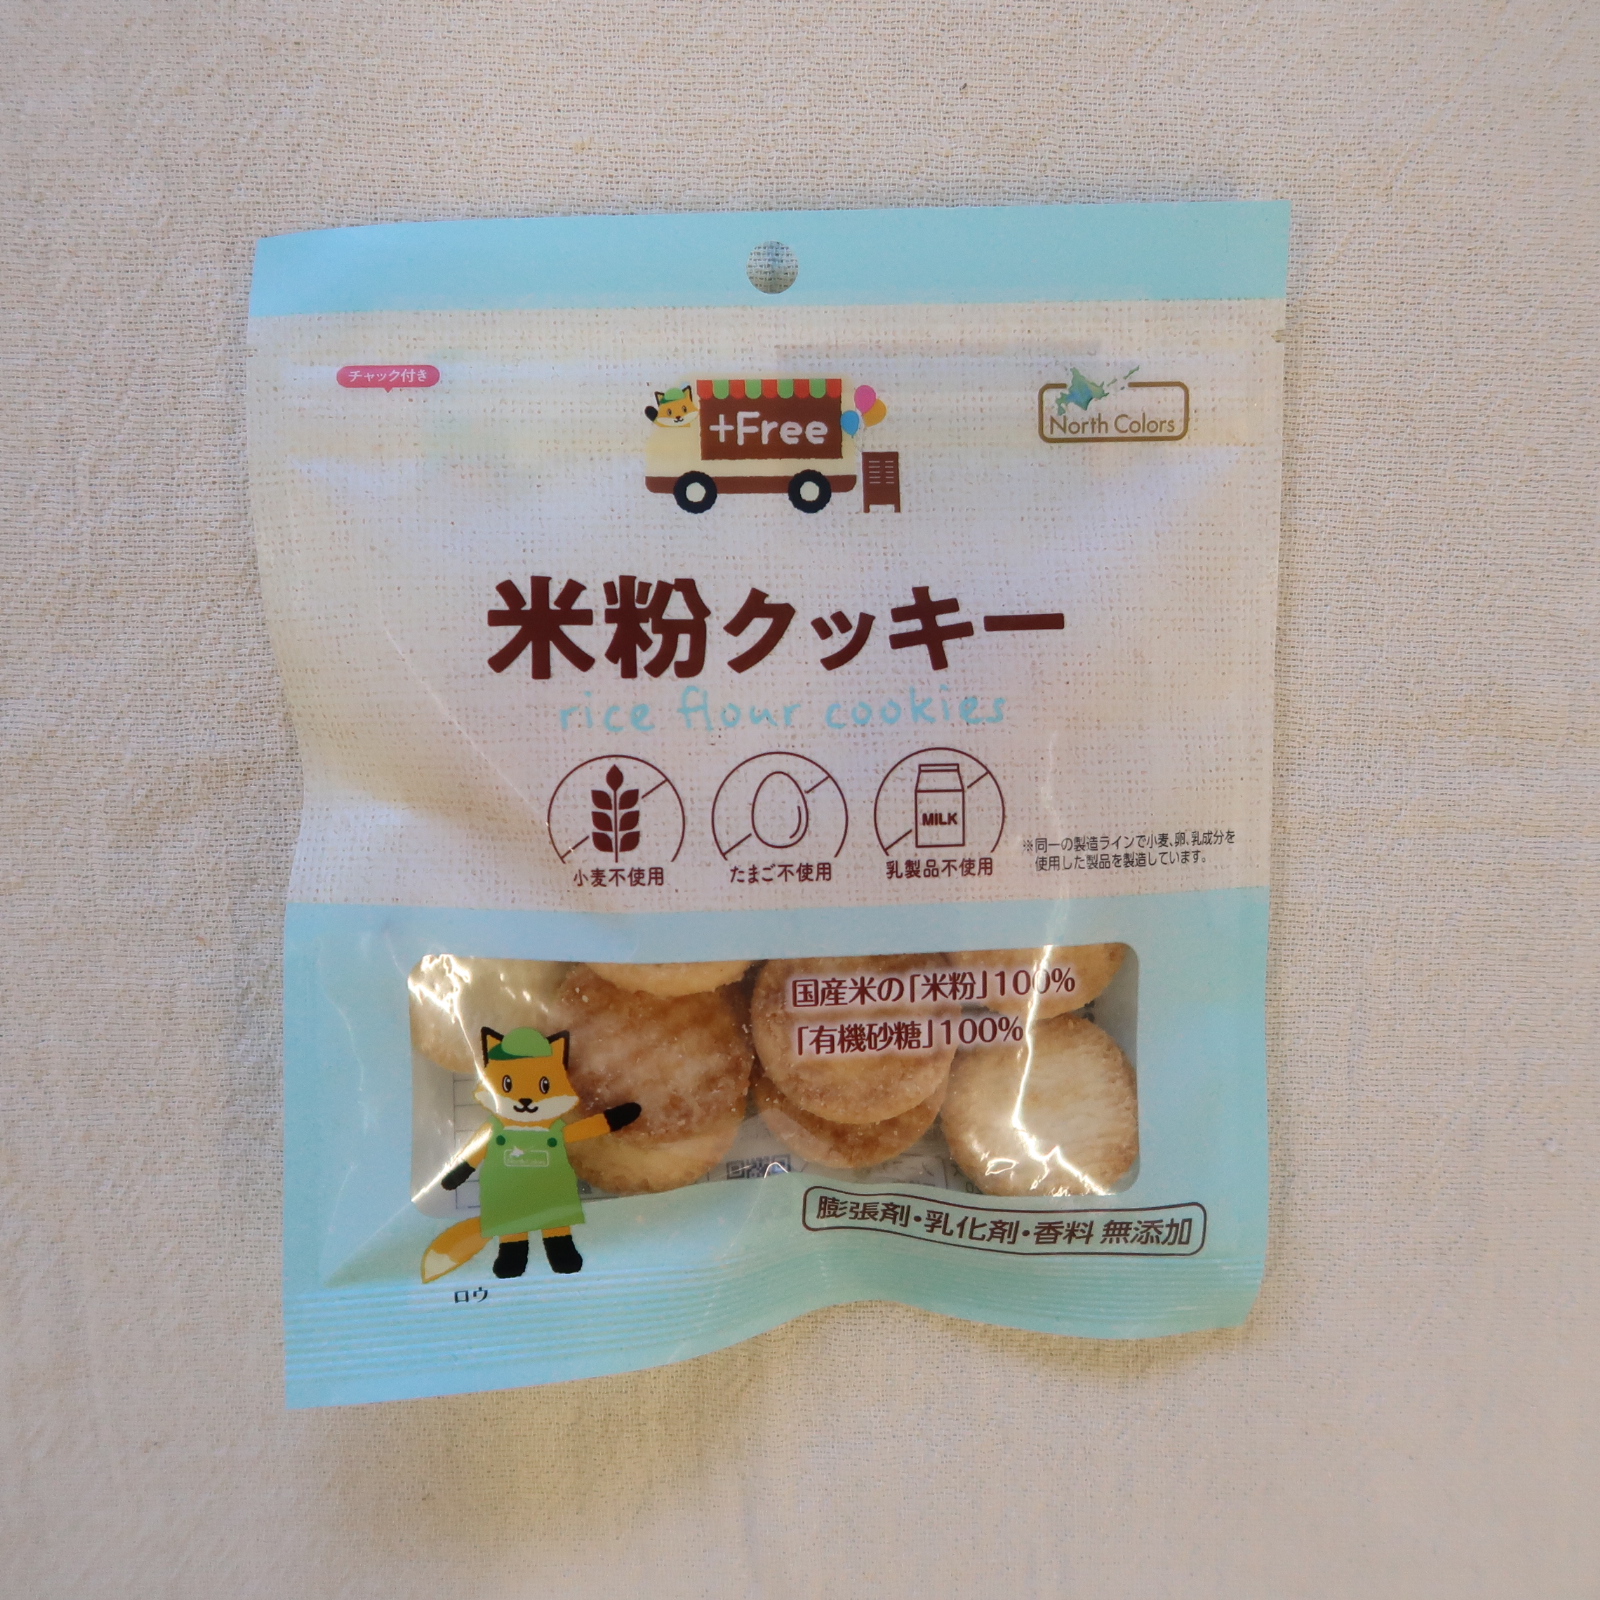 チャック付き
+Free
North Colors
米粉クッキー
rice flour cookies
MILK
小麦不使用
たまご不使用
乳製品不使用
※同一の製造ラインで小麦、卵、乳成分を
使用した製品を製造しています。
国産米の「米粉」100%
「有機砂糖」100%
膨張剤・乳化剤・香料 無添加
ロウ